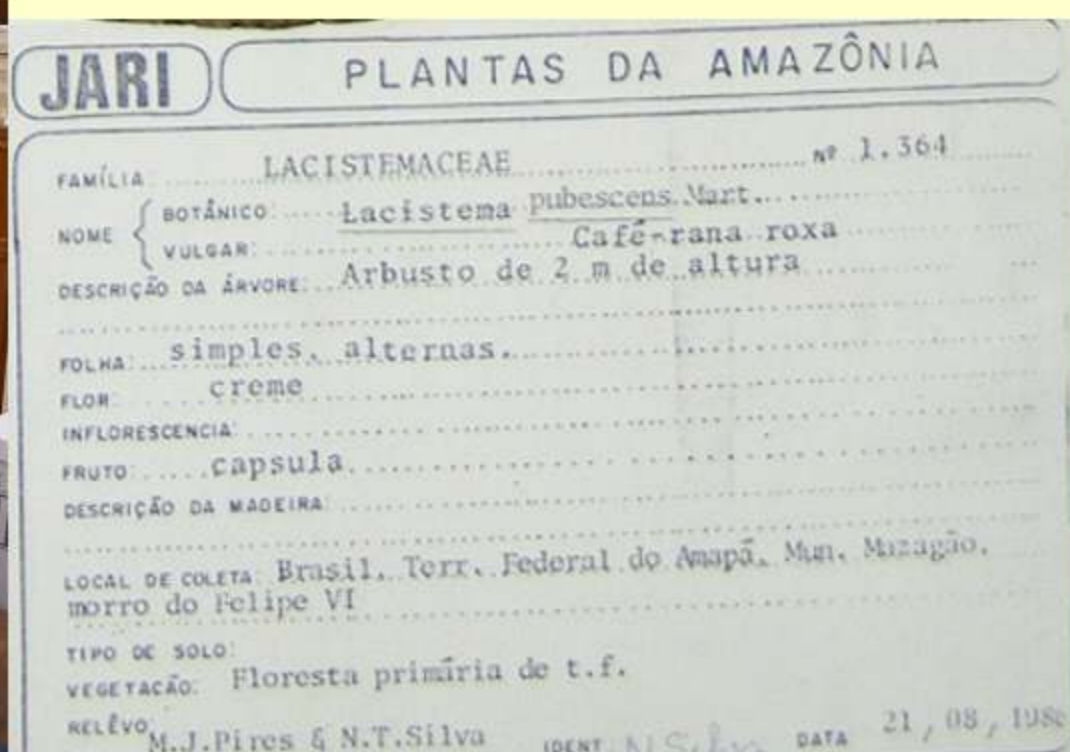 JARI PLANTAS DA AMAZÔNIA
FAMÍLIA: LACISTEMACEAE Nº 1.364
NOME BOTÂNICO: Lacistema pubescens Mart.
VULGAR: Café-rana roxa
DESCRIÇÃO DA ÁRVORE: Arbusto de 2 m de altura
FOLHA: simples, alternas.
FLOR: creme
INFLORESCENCIA:
FRUTO: capsula
DESCRIÇÃO DA MADEIRA:
LOCAL DE COLETA: Brasil, Terr. Federal do Amapá, Mun. Mazagão,
morro do Felipe VI
TIPO DE SOLO:
VEGETACÃO: Floresta primária de t.f.
RELÊVO:
M.J.Pires & N.T.Silva IDENT N Silva DATA 21, 08,